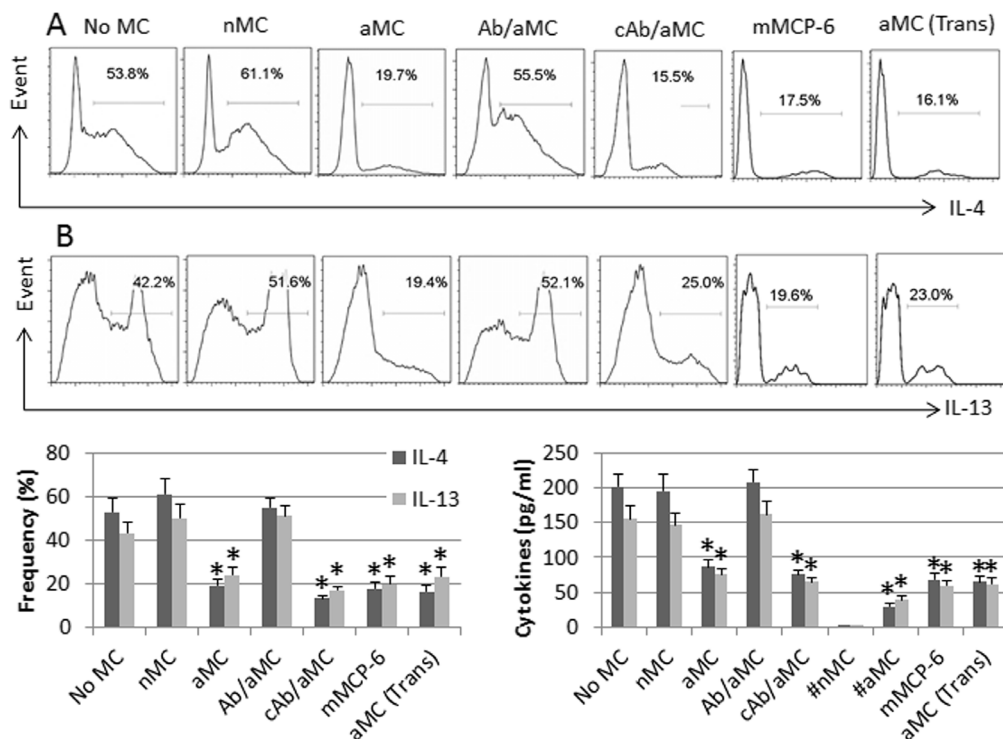 A
No MC nMC aMC Ab/aMC cAb/aMC mMCP-6 aMC (Trans)
Event
53.8% 61.1% 19.7% 55.5% 15.5% 17.5% 16.1%
IL-4
B
Event
42.2% 51.6% 19.4% 52.1% 25.0% 19.6% 23.0%
IL-13
Frequency (%)
80
60
40
20
0
IL-4
IL-13
* * * * * * * *
No MC nMC aMC Ab/aMC cAb/aMC mMCP-6 aMC (Trans)
Cytokines (pg/ml)
250
200
150
100
50
0
* * * * * * * * * *
No MC nMC aMC Ab/aMC cAb/aMC #nMC #aMC mMCP-6 aMC (Trans)